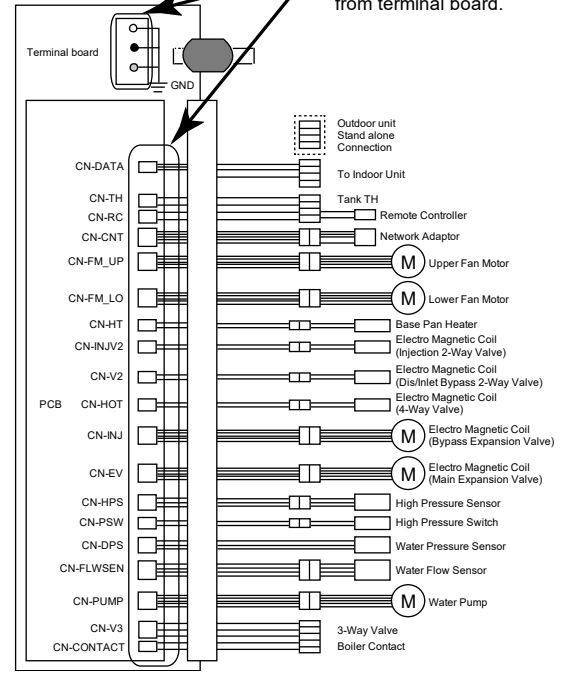 from terminal board.
Terminal board
GND
Outdoor unit
Stand alone
Connection
CN-DATA
To Indoor Unit
CN-TH
Tank TH
CN-RC
Remote Controller
CN-CNT
Network Adaptor
CN-FM_UP
M
Upper Fan Motor
CN-FM_LO
M
Lower Fan Motor
CN-HT
Base Pan Heater
CN-INJV2
Electro Magnetic Coil
(Injection 2-Way Valve)
CN-V2
Electro Magnetic Coil
(Dis/Inlet Bypass 2-Way Valve)
PCB
CN-HOT
Electro Magnetic Coil
(4-Way Valve)
CN-INJ
M
Electro Magnetic Coil
(Bypass Expansion Valve)
CN-EV
M
Electro Magnetic Coil
(Main Expansion Valve)
CN-HPS
High Pressure Sensor
CN-PSW
High Pressure Switch
CN-DPS
Water Pressure Sensor
CN-FLWSEN
Water Flow Sensor
CN-PUMP
M
Water Pump
CN-V3
3-Way Valve
CN-CONTACT
Boiler Contact